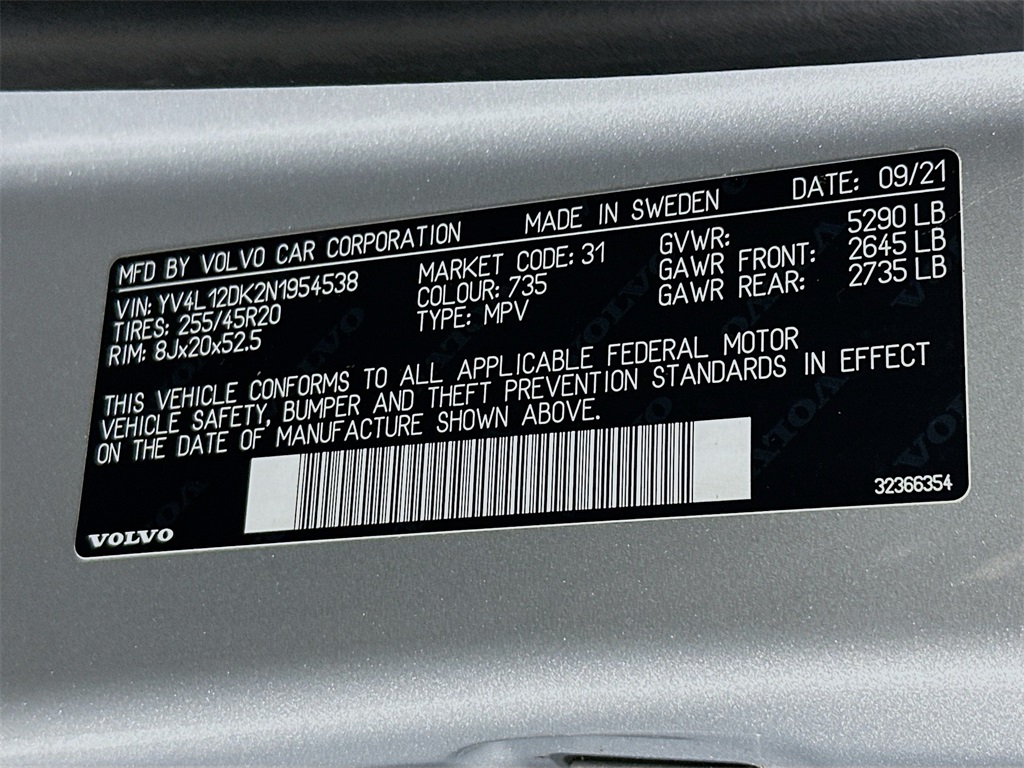 MFD BY VOLVO CAR CORPORATION MADE IN SWEDEN DATE: 09/21
VIN: YV4L12DK2N1954538 MARKET CODE: 31 GVWR: 5290 LB
TIRES: 255/45R20 COLOUR: 735 GAWR FRONT: 2645 LB
RIM: 8Jx20x52.5 TYPE: MPV GAWR REAR: 2735 LB
THIS VEHICLE CONFORMS TO ALL APPLICABLE FEDERAL MOTOR
VEHICLE SAFETY, BUMPER AND THEFT PREVENTION STANDARDS IN EFFECT
ON THE DATE OF MANUFACTURE SHOWN ABOVE.
32366354
VOLVO